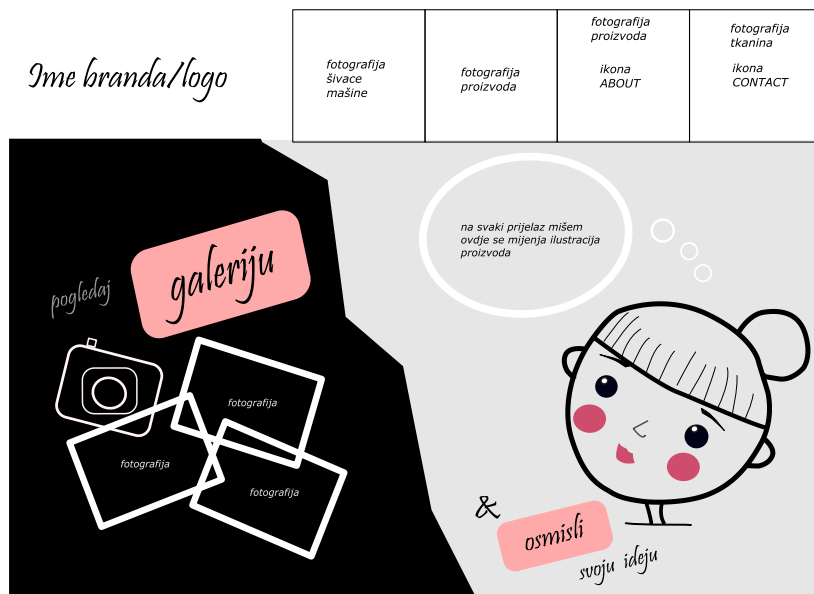 Ime branda/logo
fotografija
šivace
mašine
fotografija
proizvoda
fotografija
proizvoda
ikona
ABOUT
fotografija
tkanina
ikona
CONTACT
na svaki prijelaz mišem
ovdje se mijenja ilustracija
proizvoda
pogledaj
galeriju
fotografija
fotografija
fotografija
&
osmisli
svoju ideju